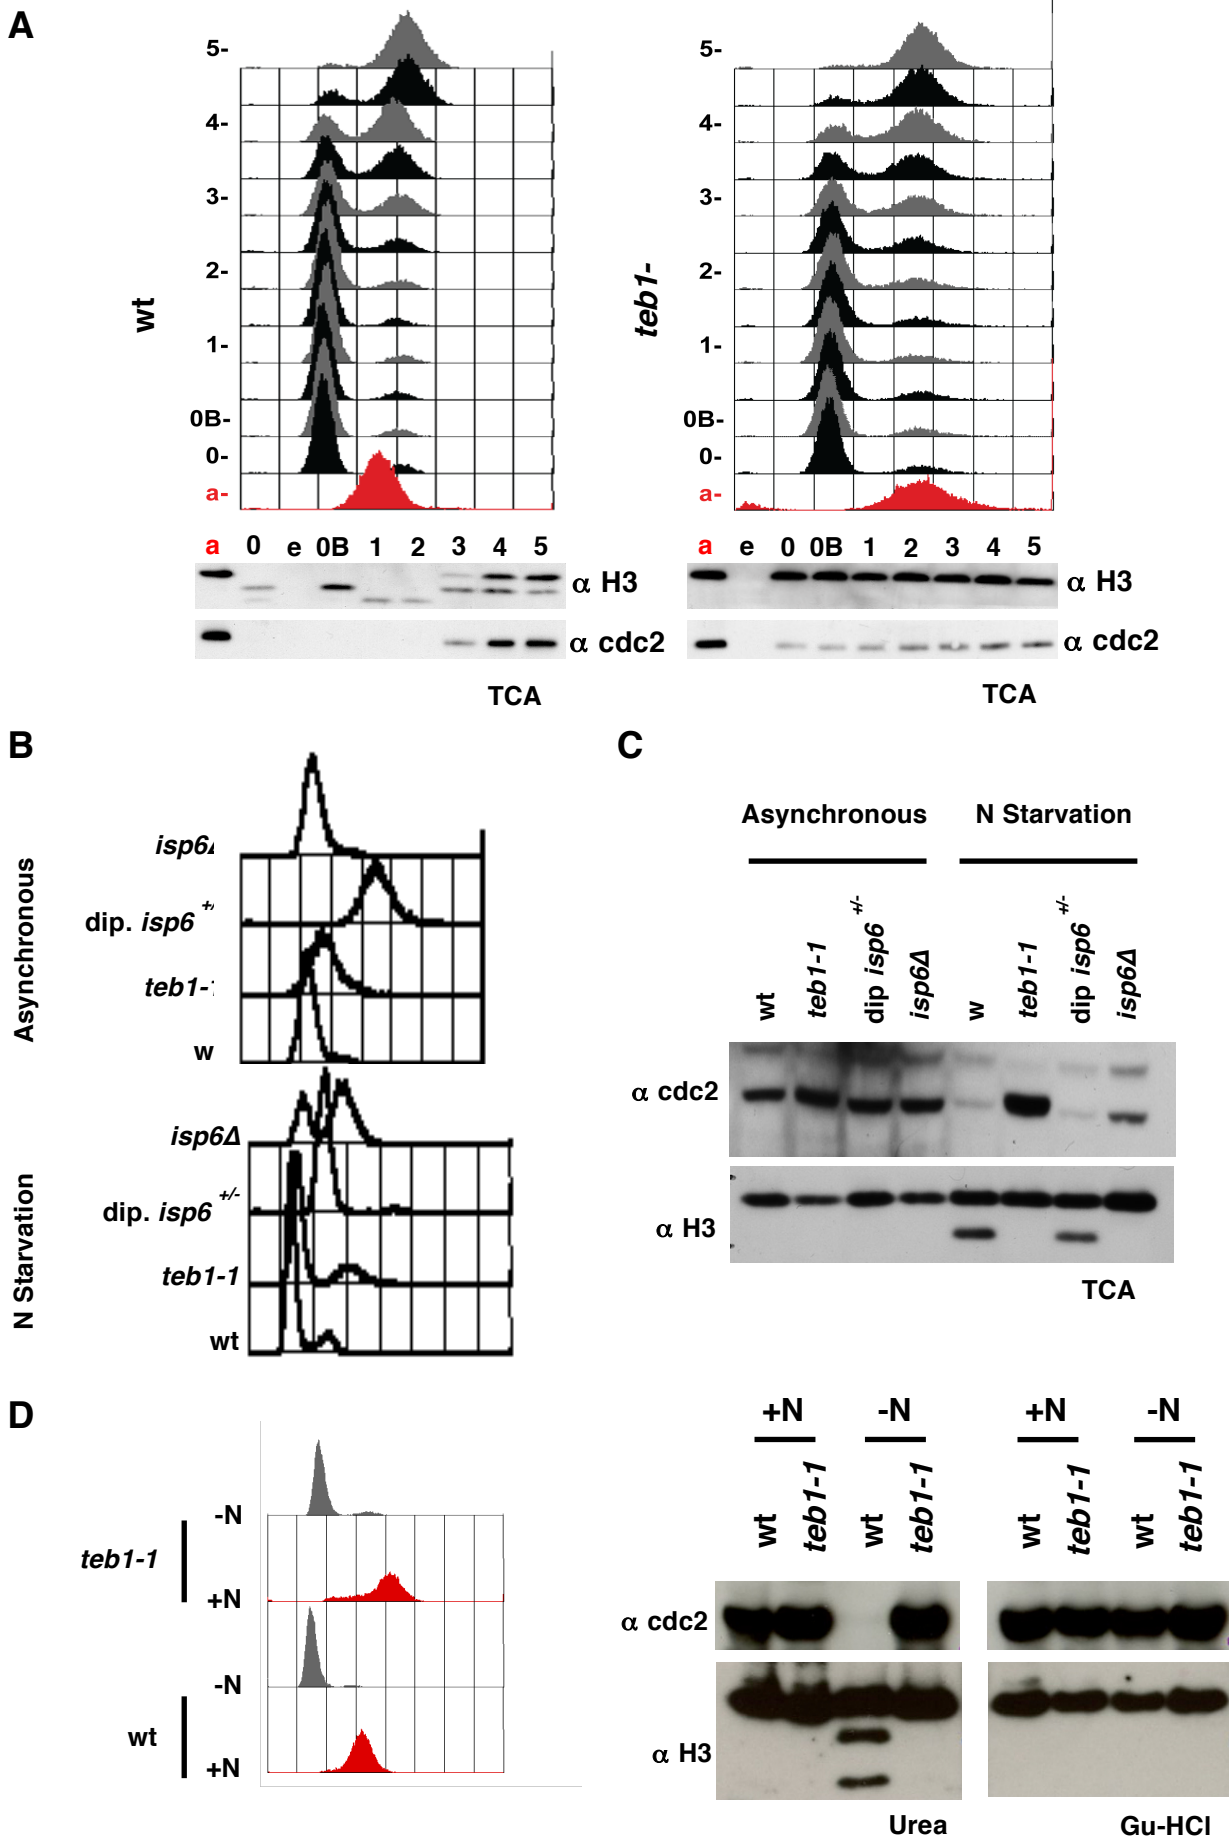 A
wt
5-
4-
3-
2-
1-
0B-
0-
a-
a 0 e 0B 1 2 3 4 5
α H3
α cdc2
TCA
teb1-
5-
4-
3-
2-
1-
0B-
0-
a-
a e 0 0B 1 2 3 4 5
α H3
α cdc2
TCA
B
Asynchronous
isp6
dip. isp6 +/
teb1-
w
N Starvation
isp6Δ
dip. isp6 +/-
teb1-1
wt
C
Asynchronous N Starvation
wt teb1-1 dip isp6 +/- isp6Δ w teb1-1 dip isp6 +/- isp6Δ
α cdc2
α H3
TCA
D
teb1-1
-N
+N
wt
-N
+N
+N -N +N -N
wt teb1-1 wt teb1-1 wt teb1-1 wt teb1-1
α cdc2
α H3
Urea Gu-HCl